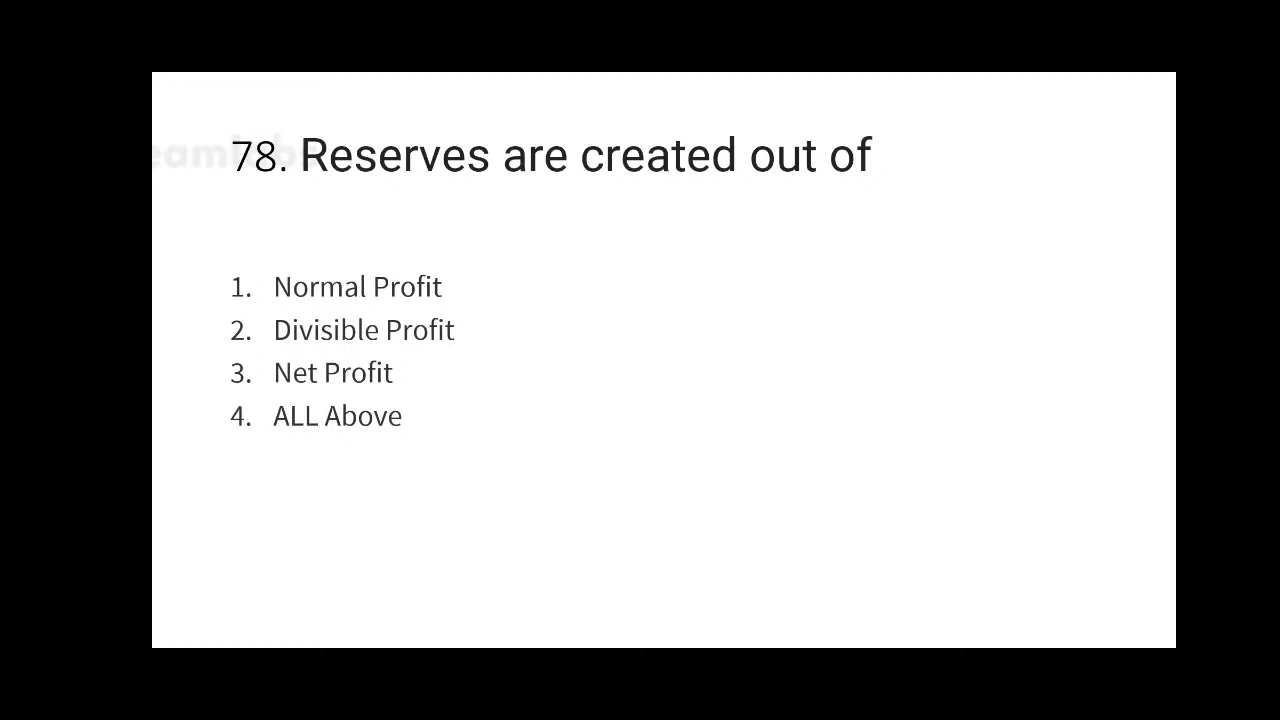 78. Reserves are created out of
1. Normal Profit
2. Divisible Profit
3. Net Profit
4. ALL Above